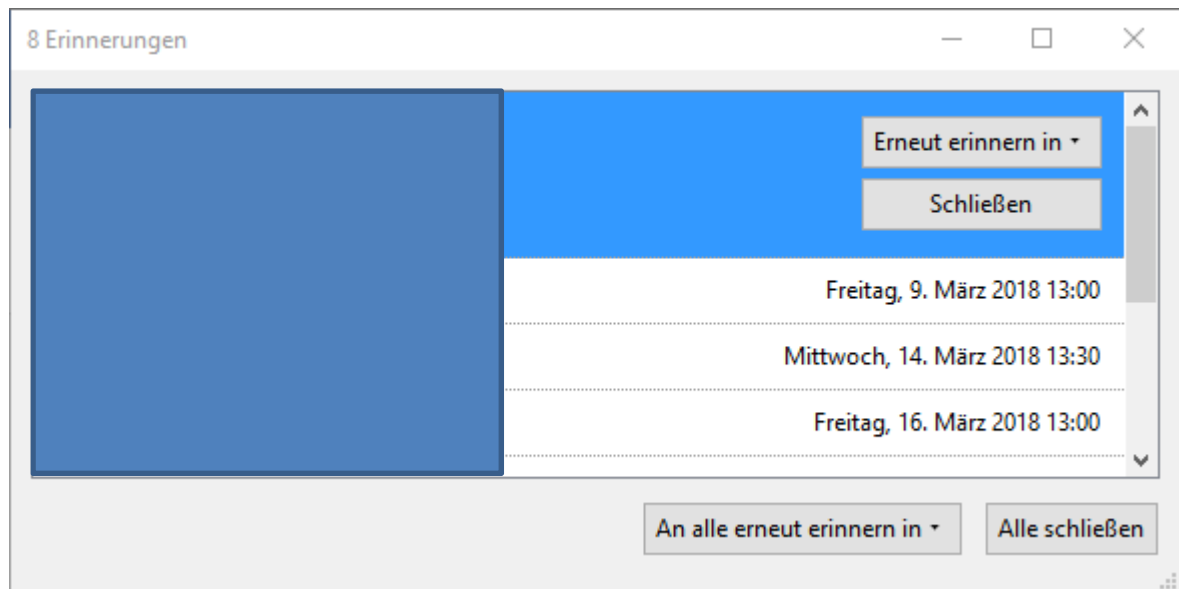 8 Erinnerungen
Erneut erinnern in
Schließen
Freitag, 9. März 2018 13:00
Mittwoch, 14. März 2018 13:30
Freitag, 16. März 2018 13:00
An alle erneut erinnern in
Alle schließen